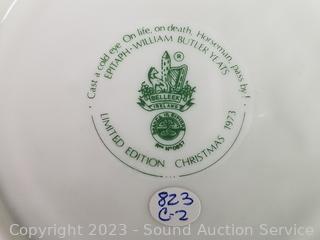 · Cast a cold eye On life, on death. Horseman, pass by ·
EPITAPH-WILLIAM BUTLER YEATS
®
BELLEEK
IRELAND
LIMITED EDITION CHRISTMAS 1973
823
C-2
Copyright © 2023 - Sound Auction Service